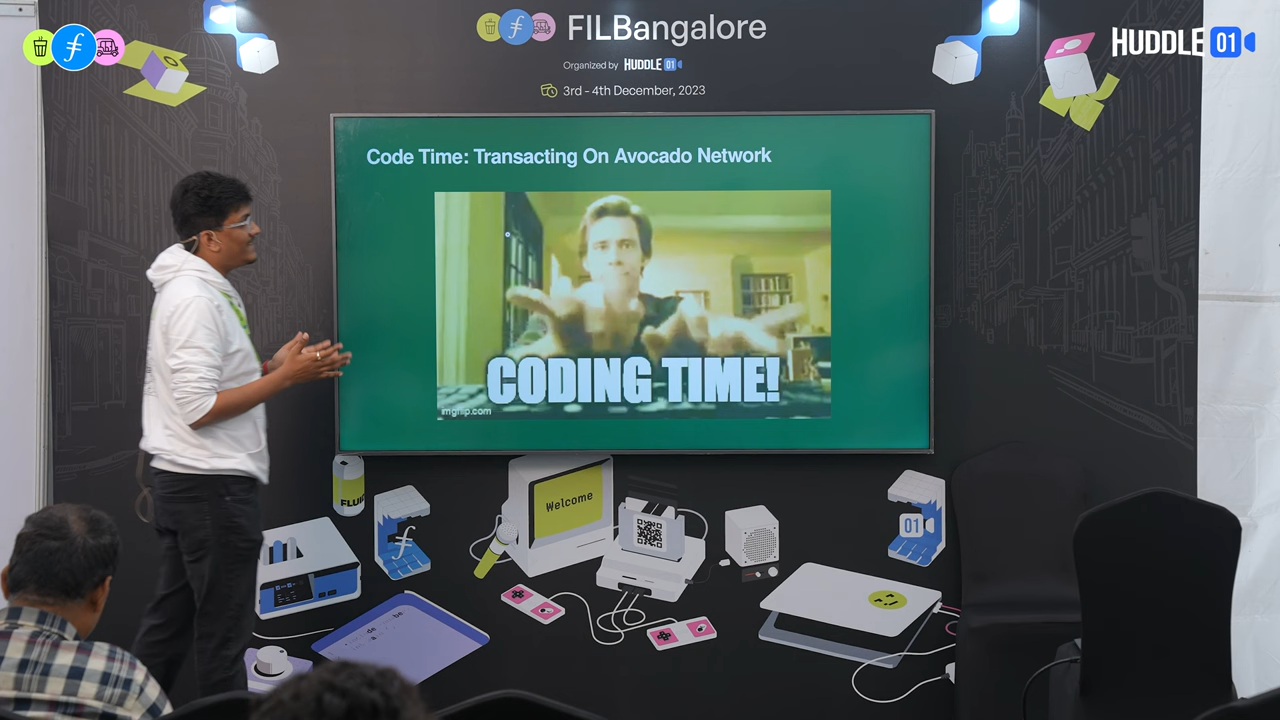 FILBangalore
HUDDLE 01
Organized by HUDDLE 01
3rd - 4th December, 2023
Code Time: Transacting On Avocado Network
CODING TIME!
imgflip.com
FLUI
Welcome
01